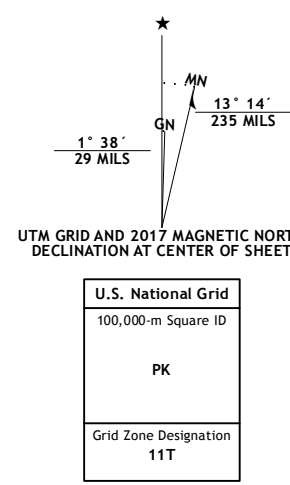 ★
MN
GN
13° 14´
235 MILS
1° 38´
29 MILS
UTM GRID AND 2017 MAGNETIC NORT
DECLINATION AT CENTER OF SHEET
U.S. National Grid
100,000-m Square ID
PK
Grid Zone Designation
11T